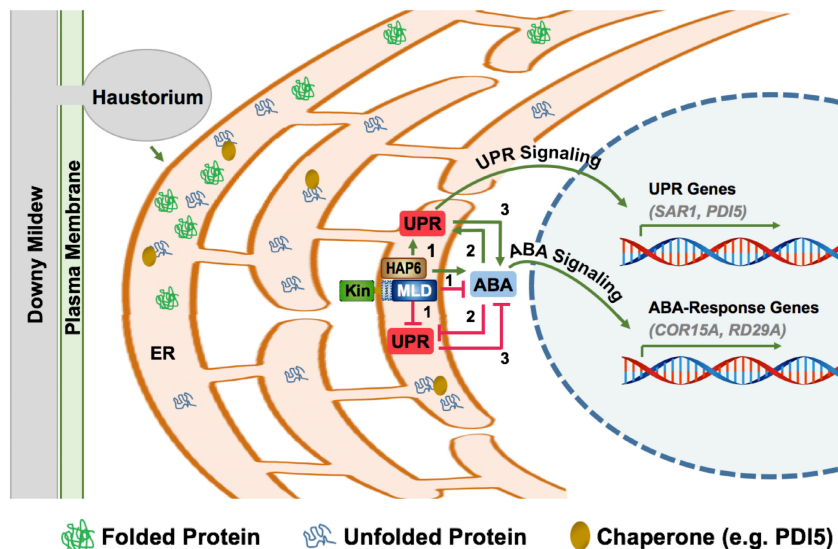 Downy Mildew
Plasma Membrane
Haustorium
ER
UPR Signaling
UPR
3
1
2
HAP6
Kin
MLD
1
ABA
1
2
UPR
3
ABA Signaling
UPR Genes
(SAR1, PDI5)
ABA-Response Genes
(COR15A, RD29A)
Folded Protein
Unfolded Protein
Chaperone (e.g. PDI5)